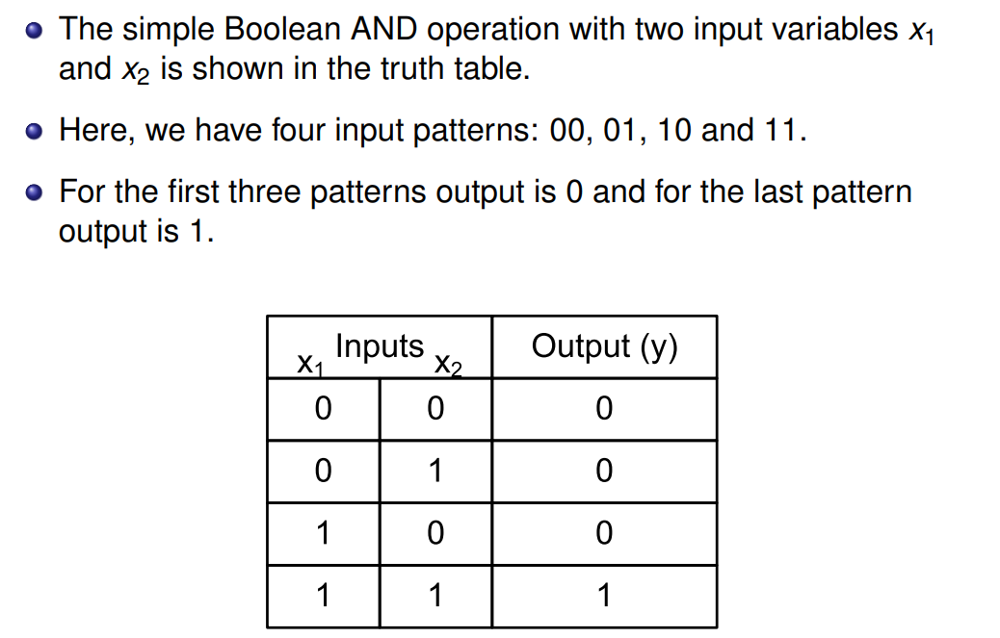 The simple Boolean AND operation with two input variables x₁
and x₂ is shown in the truth table.
Here, we have four input patterns: 00, 01, 10 and 11.
For the first three patterns output is 0 and for the last pattern
output is 1.
Inputs Output (y)
x₁ x₂
0 0 0
0 1 0
1 0 0
1 1 1